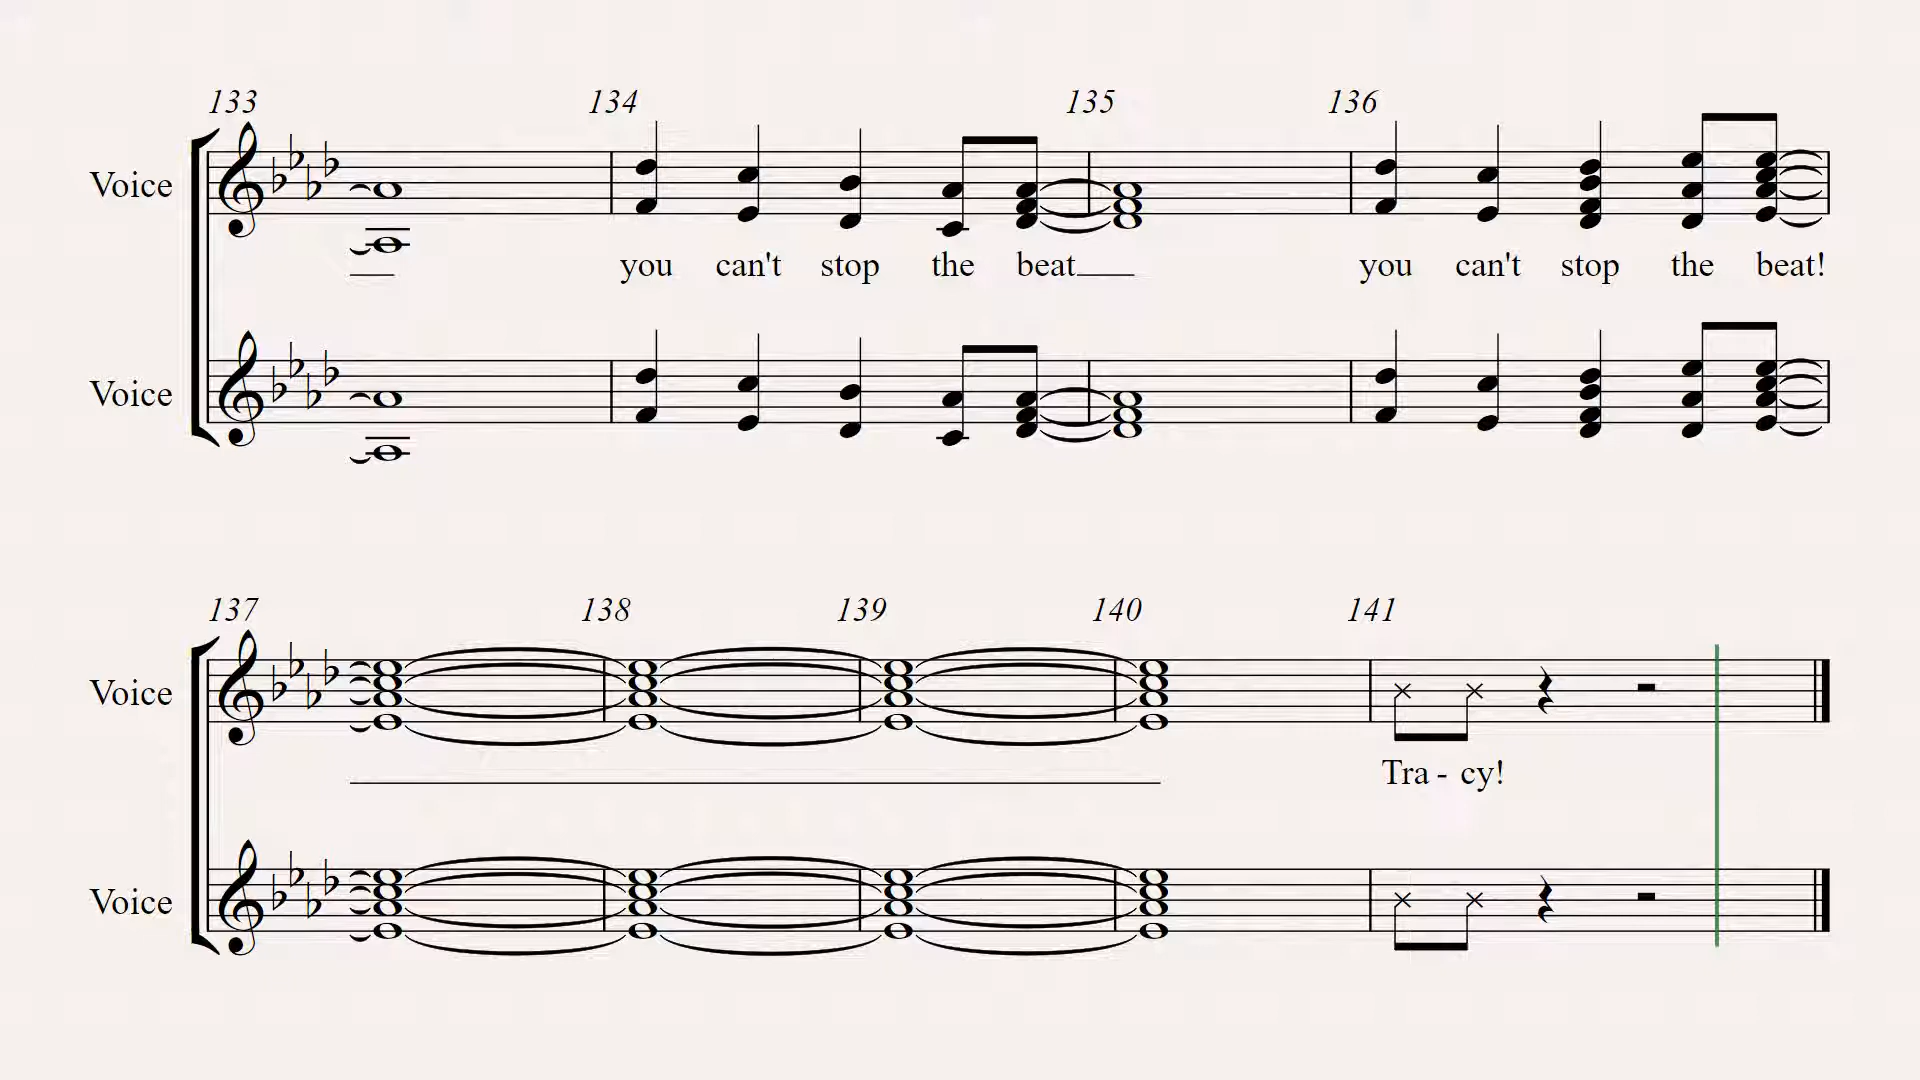 133 134 135 136
Voice
you can't stop the beat you can't stop the beat!
Voice
137 138 139 140 141
Voice
Tra - cy!
Voice